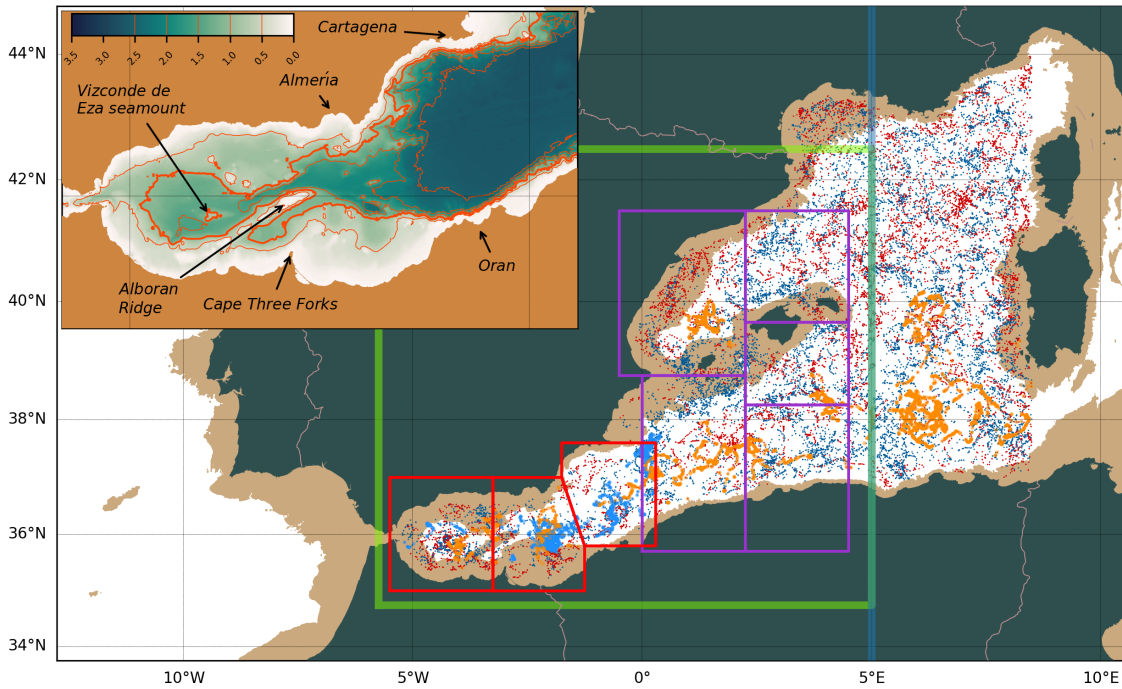 44°N
42°N
40°N
38°N
36°N
34°N
10°W
5°W
0°
5°E
10°E
3.5
3.0
2.5
2.0
1.5
1.0
0.5
0.0
Cartagena
Almería
Vizconde de
Eza seamount
Alboran
Ridge
Cape Three Forks
Oran